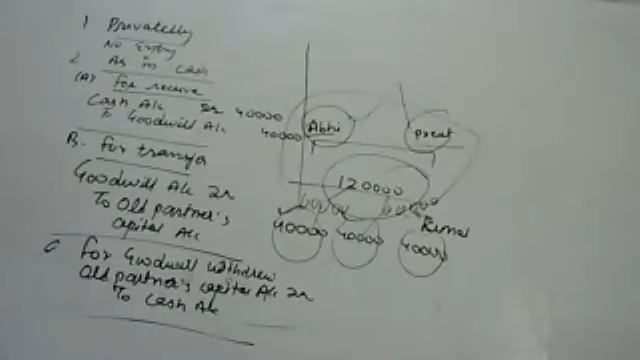 1 Privately
No Entry
2 As in Cash
(A) for receive
Cash A/c Dr 40000
To Goodwill A/c 40000
B. for transfer
Goodwill A/c Dr
To Old partner's
capital A/c
C for Goodwill withdrew
Old partner's capital A/c Dr
To Cash A/c
Abhi
Preet
120000
40000 40000 40000